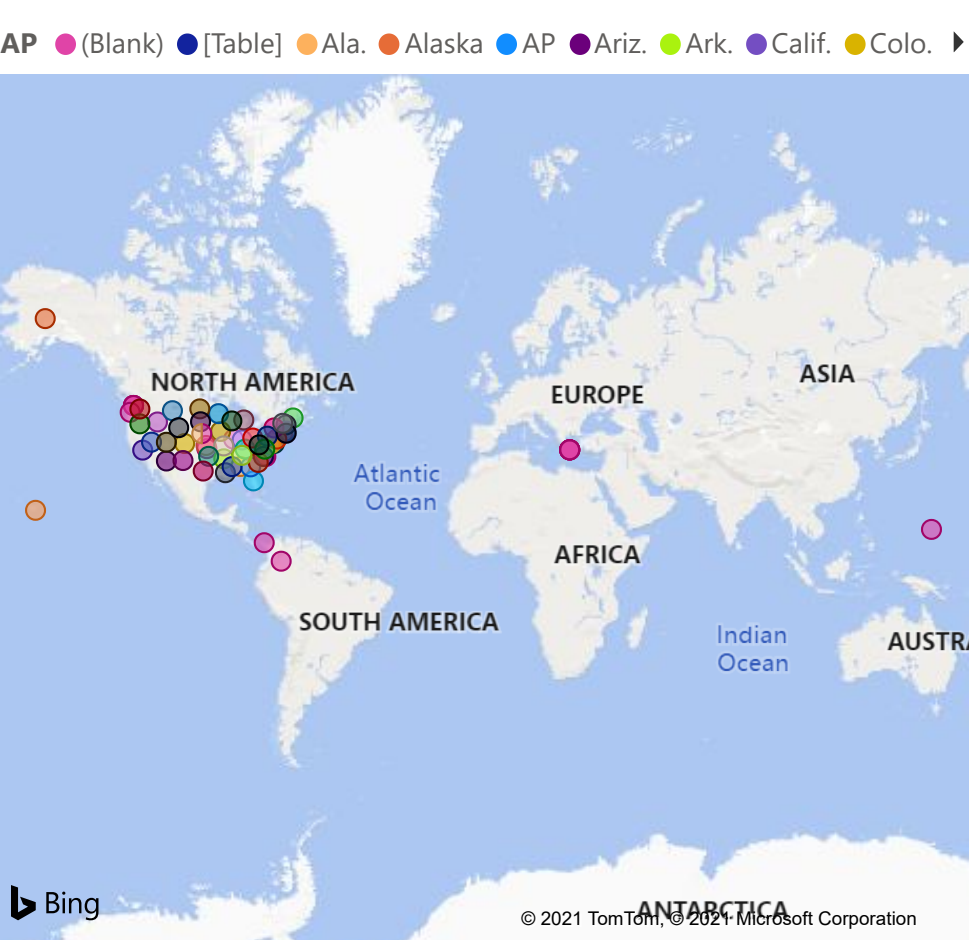 AP (Blank) [Table] Ala. Alaska AP Ariz. Ark. Calif. Colo.
NORTH AMERICA
EUROPE
ASIA
Atlantic
Ocean
AFRICA
SOUTH AMERICA
Indian
Ocean
AUSTRA
Bing
ANTARCTICA
© 2021 TomTom, © 2021 Microsoft Corporation